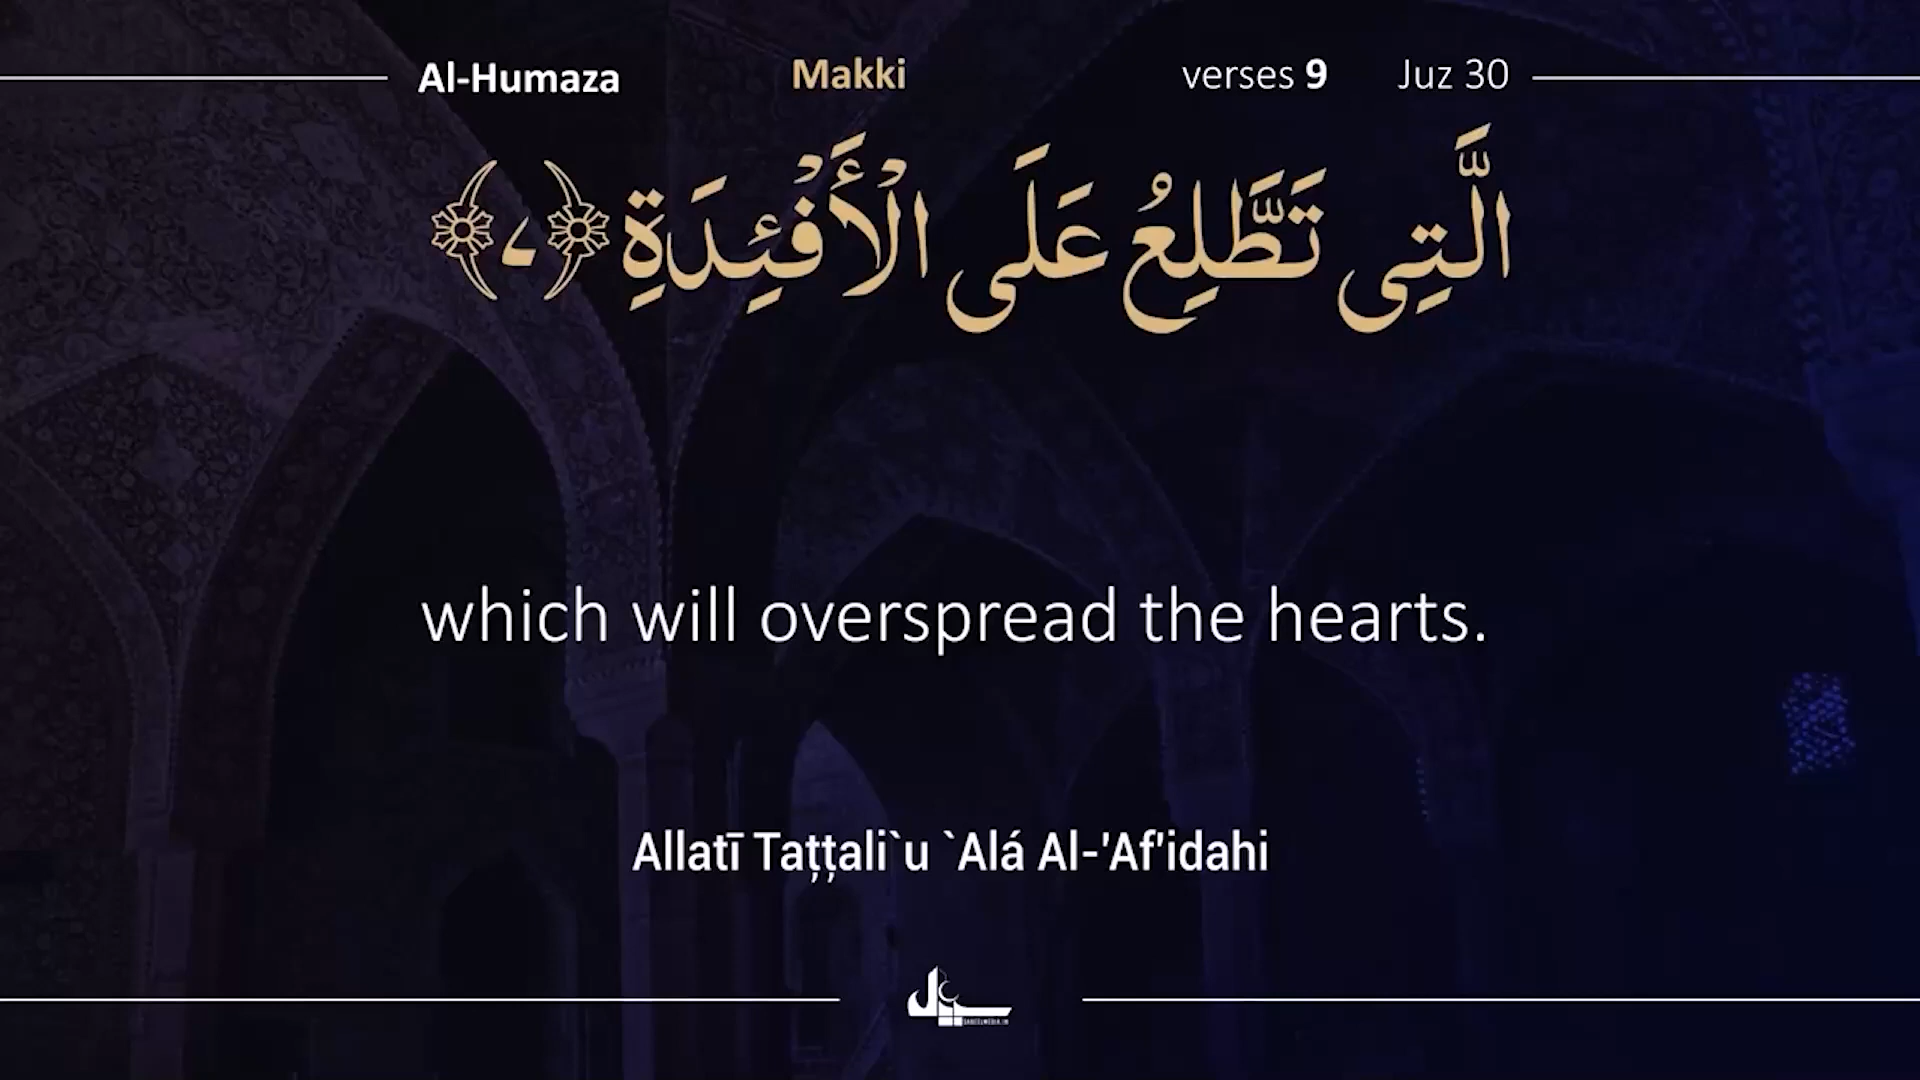 Al-Humaza Makki verses 9 Juz 30
الَّتِي تَطَّلِعُ عَلَى الْأَفْئِدَةِ ﴿٧﴾
which will overspread the hearts.
Allatī Taţţali`u `Alá Al-'Af'idahi